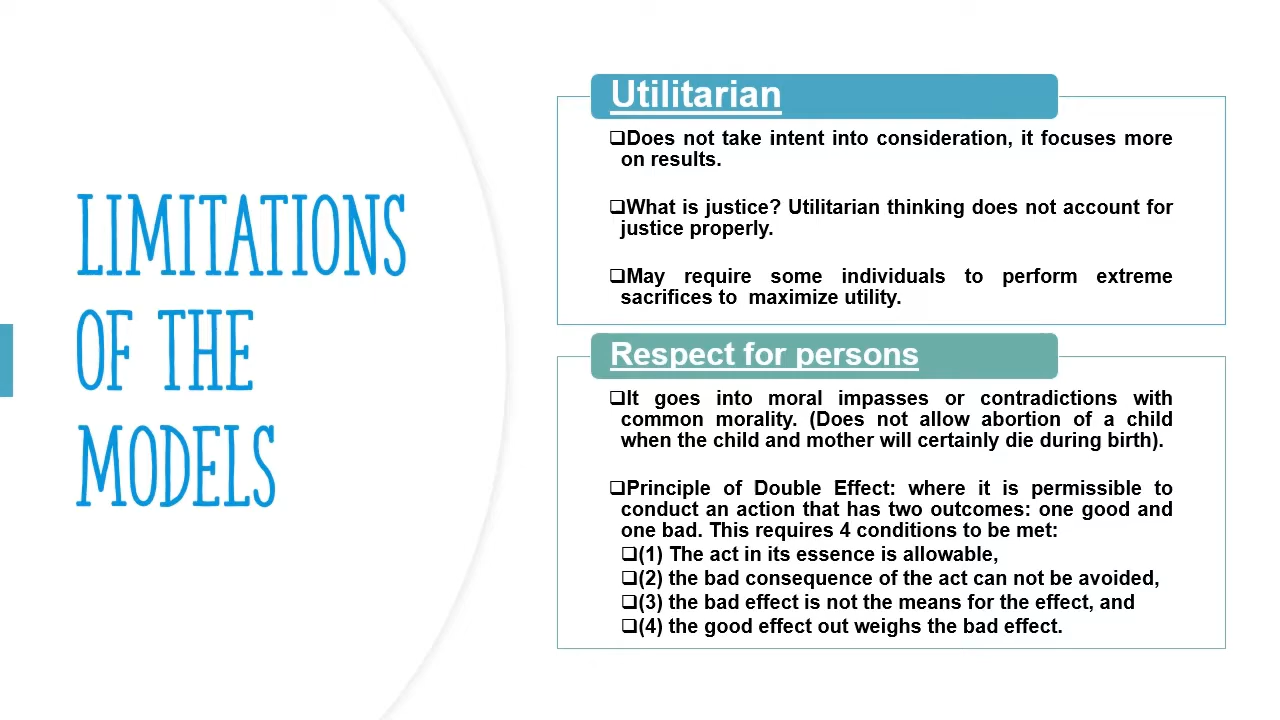 LIMITATIONS
OF THE
MODELS
Utilitarian
❑Does not take intent into consideration, it focuses more
on results.
❑What is justice? Utilitarian thinking does not account for
justice properly.
❑May require some individuals to perform extreme
sacrifices to  maximize utility.
Respect for persons
❑It goes into moral impasses or contradictions with
common morality. (Does not allow abortion of a child
when the child and mother will certainly die during birth).
❑Principle of Double Effect: where it is permissible to
conduct an action that has two outcomes: one good and
one bad. This requires 4 conditions to be met:
❑(1) The act in its essence is allowable,
❑(2) the bad consequence of the act can not be avoided,
❑(3) the bad effect is not the means for the effect, and
❑(4) the good effect out weighs the bad effect.